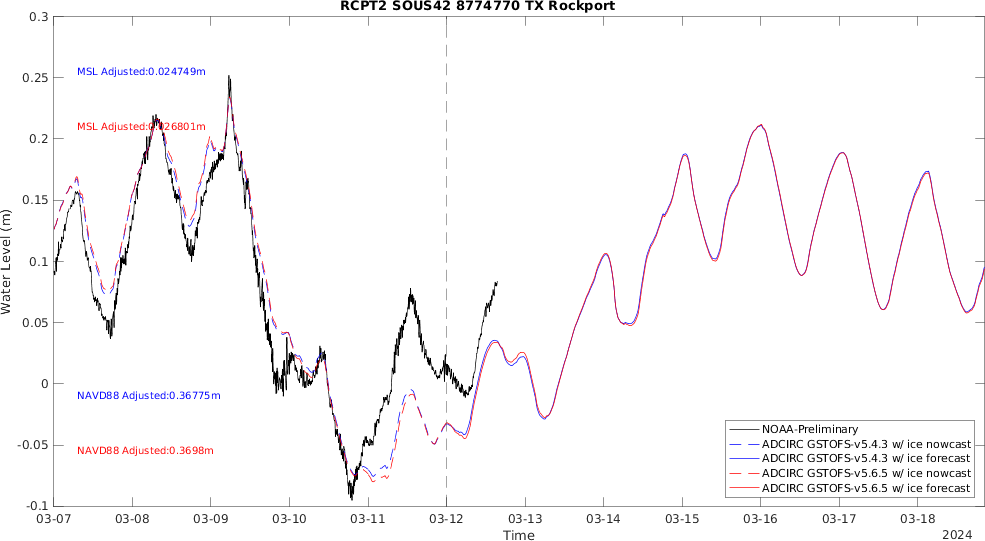 RCPT2 SOUS42 8774770 TX Rockport
0.3
0.25
0.2
0.15
0.1
0.05
0
-0.05
-0.1
Water Level (m)
MSL Adjusted:0.024749m
MSL Adjusted:0.026801m
NAVD88 Adjusted:0.36775m
NAVD88 Adjusted:0.3698m
NOAA-Preliminary
ADCIRC GSTOFS-v5.4.3 w/ ice nowcast
ADCIRC GSTOFS-v5.4.3 w/ ice forecast
ADCIRC GSTOFS-v5.6.5 w/ ice nowcast
ADCIRC GSTOFS-v5.6.5 w/ ice forecast
03-07 03-08 03-09 03-10 03-11 03-12 03-13 03-14 03-15 03-16 03-17 03-18
Time
2024